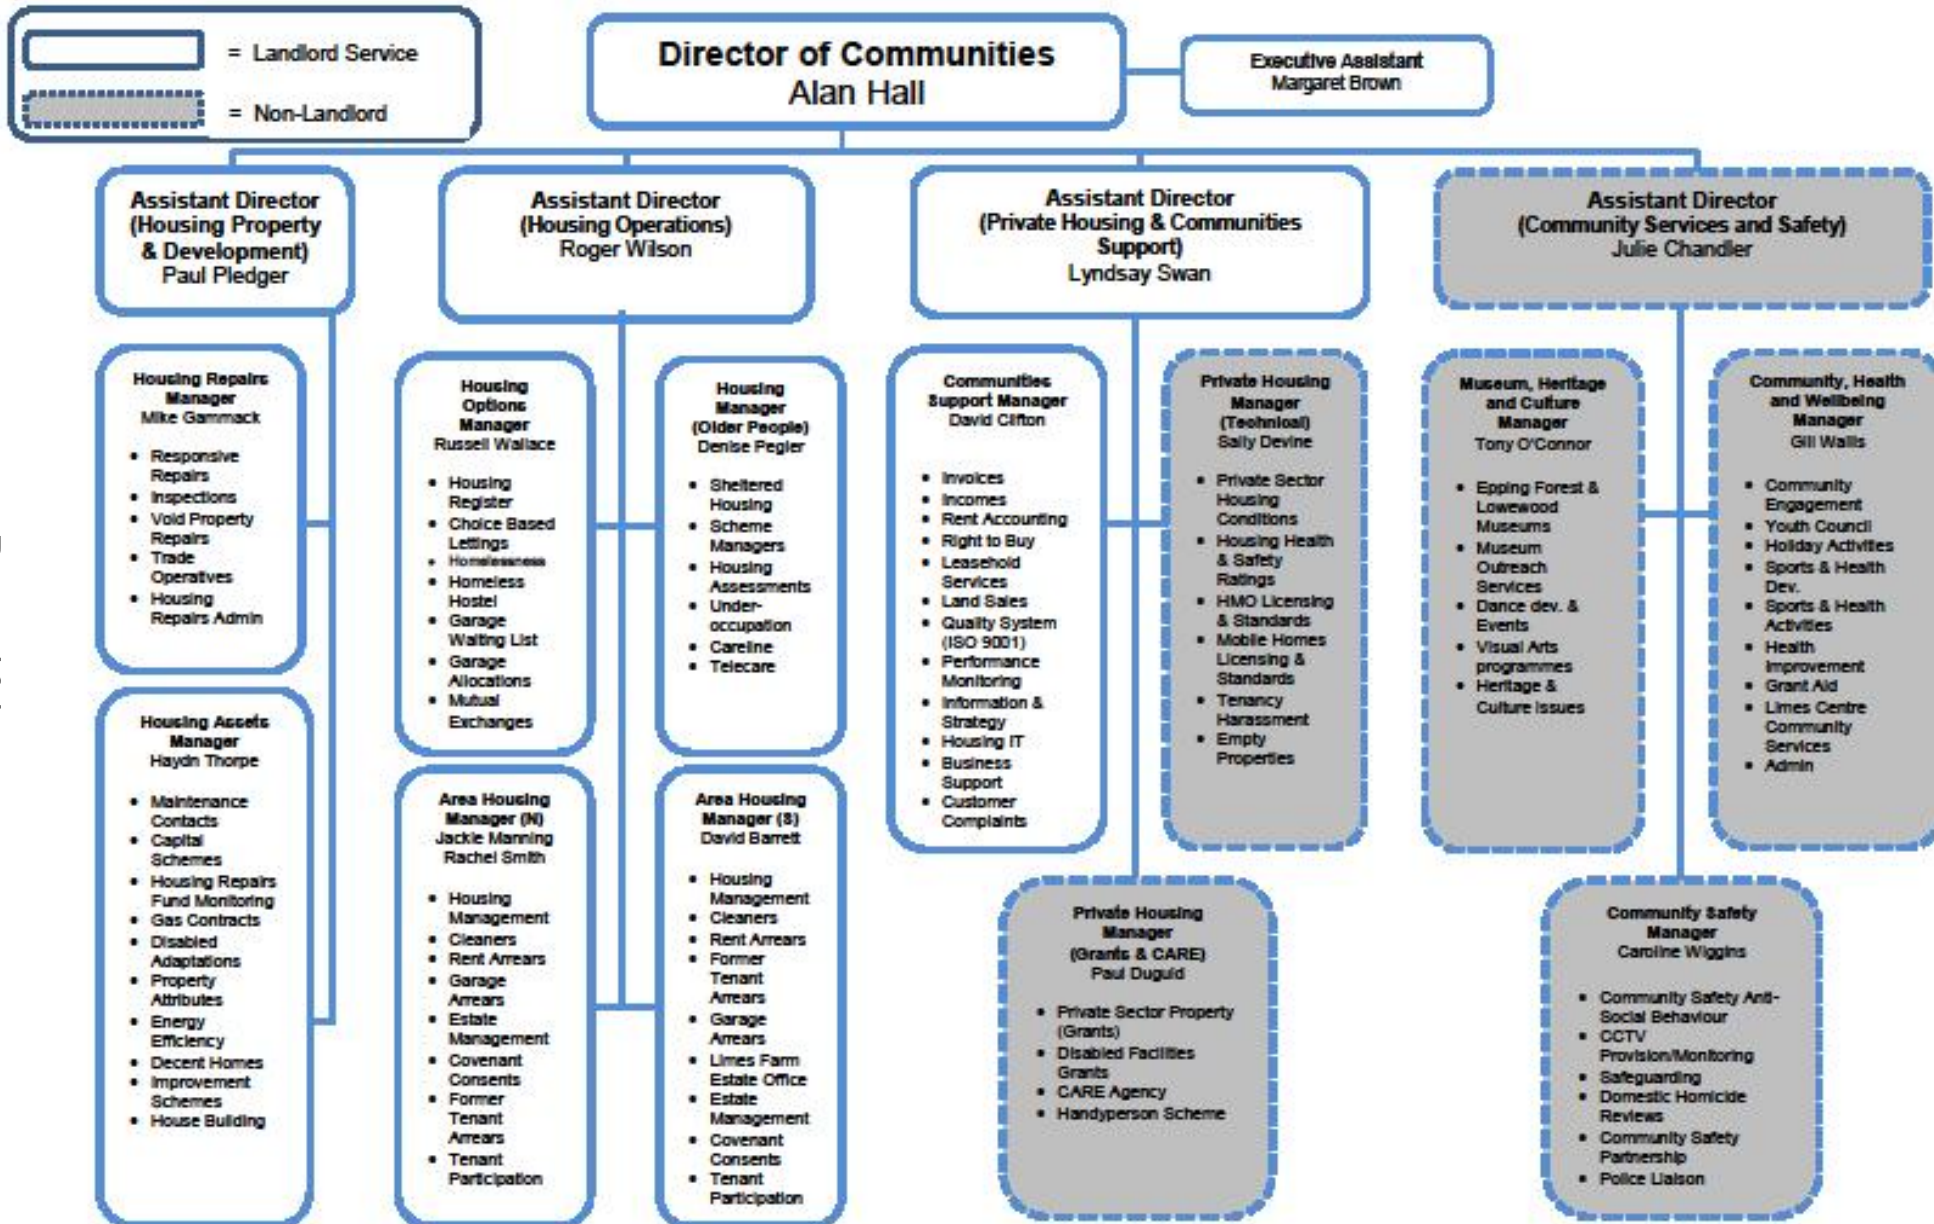 = Landlord Service
= Non-Landlord
Director of Communities
Alan Hall
Executive Assistant
Margaret Brown
Assistant Director
(Housing Property
& Development)
Paul Pledger
Assistant Director
(Housing Operations)
Roger Wilson
Assistant Director
(Private Housing & Communities
Support)
Lyndsay Swan
Assistant Director
(Community Services and Safety)
Julie Chandler
Housing Repairs
Manager
Mike Gammack
• Responsive
Repairs
• Inspections
• Void Property
Repairs
• Trade
Operatives
• Housing
Repairs Admin
Housing Assets
Manager
Haydn Thorpe
• Maintenance
Contacts
• Capital
Schemes
• Housing Repairs
Fund Monitoring
• Gas Contracts
• Disabled
Adaptations
• Property
Attributes
• Energy
Efficiency
• Decent Homes
• Improvement
Schemes
• House Building
Housing
Options
Manager
Russell Wallace
• Housing
Register
• Choice Based
Lettings
• Homelessness
• Homeless
Hostel
• Garage
Waiting List
• Garage
Allocations
• Mutual
Exchanges
Housing
Manager
(Older People)
Denise Pegler
• Sheltered
Housing
• Scheme
Managers
• Housing
Assessments
• Under-
occupation
• Careline
• Telecare
Area Housing
Manager (N)
Jackie Manning
Rachel Smith
• Housing
Management
• Cleaners
• Rent Arrears
• Garage
Arrears
• Estate
Management
• Covenant
Consents
• Former
Tenant
Arrears
• Tenant
Participation
Area Housing
Manager (S)
David Barrett
• Housing
Management
• Cleaners
• Rent Arrears
• Former
Tenant
Arrears
• Garage
Arrears
• Limes Farm
Estate Office
• Estate
Management
• Covenant
Consents
• Tenant
Participation
Communities
Support Manager
David Clifton
• Invoices
• Incomes
• Rent Accounting
• Right to Buy
• Leasehold
Services
• Land Sales
• Quality System
(ISO 9001)
• Performance
Monitoring
• Information &
Strategy
• Housing IT
• Business
Support
• Customer
Complaints
Private Housing
Manager
(Technical)
Sally Devine
• Private Sector
Housing
Conditions
• Housing Health
& Safety
Ratings
• HMO Licensing
& Standards
• Mobile Homes
Licensing &
Standards
• Tenancy
Harassment
• Empty
Properties
Private Housing
Manager
(Grants & CARE)
Paul Duguid
• Private Sector Property
(Grants)
• Disabled Facilities
Grants
• CARE Agency
• Handyperson Scheme
Museum, Heritage
and Culture
Manager
Tony O'Connor
• Epping Forest &
Lowewood
Museums
• Museum
Outreach
Services
• Dance dev. &
Events
• Visual Arts
programmes
• Heritage &
Culture Issues
Community, Health
and Wellbeing
Manager
Gill Wallis
• Community
Engagement
• Youth Council
• Holiday Activities
• Sports & Health
Dev.
• Sports & Health
Activities
• Health
Improvement
• Grant Aid
• Limes Centre
Community
Services
• Admin
Community Safety
Manager
Caroline Wiggins
• Community Safety Anti-
Social Behaviour
• CCTV
Provision/Monitoring
• Safeguarding
• Domestic Homicide
Reviews
• Community Safety
Partnership
• Police Liaison